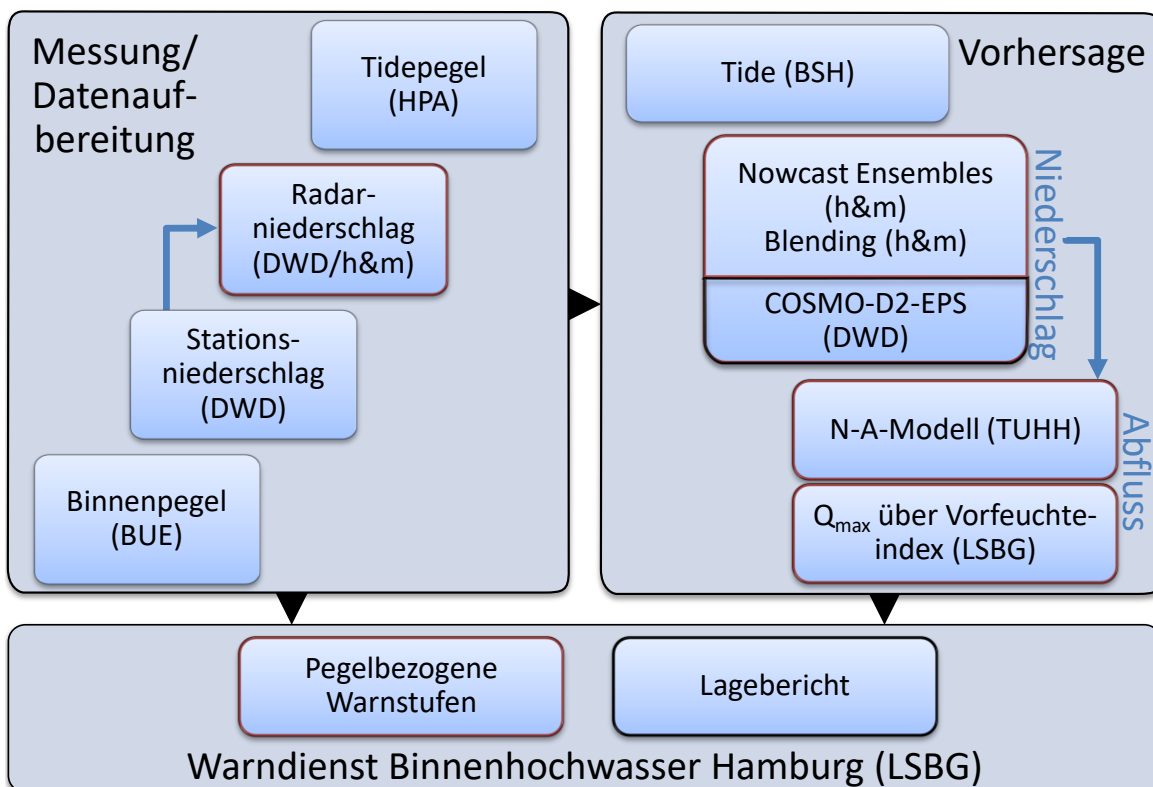 Messung/
Datenauf-
bereitung
Tidepegel
(HPA)
Radar-
niederschlag
(DWD/h&m)
Stations-
niederschlag
(DWD)
Binnenpegel
(BUE)
Vorhersage
Tide (BSH)
Nowcast Ensembles
(h&m)
Blending (h&m)
COSMO-D2-EPS
(DWD)
Niederschlag
N-A-Modell (TUHH)
Qmax über Vorfeuchte-
index (LSBG)
Abfluss
Pegelbezogene
Warnstufen
Lagebericht
Warndienst Binnenhochwasser Hamburg (LSBG)